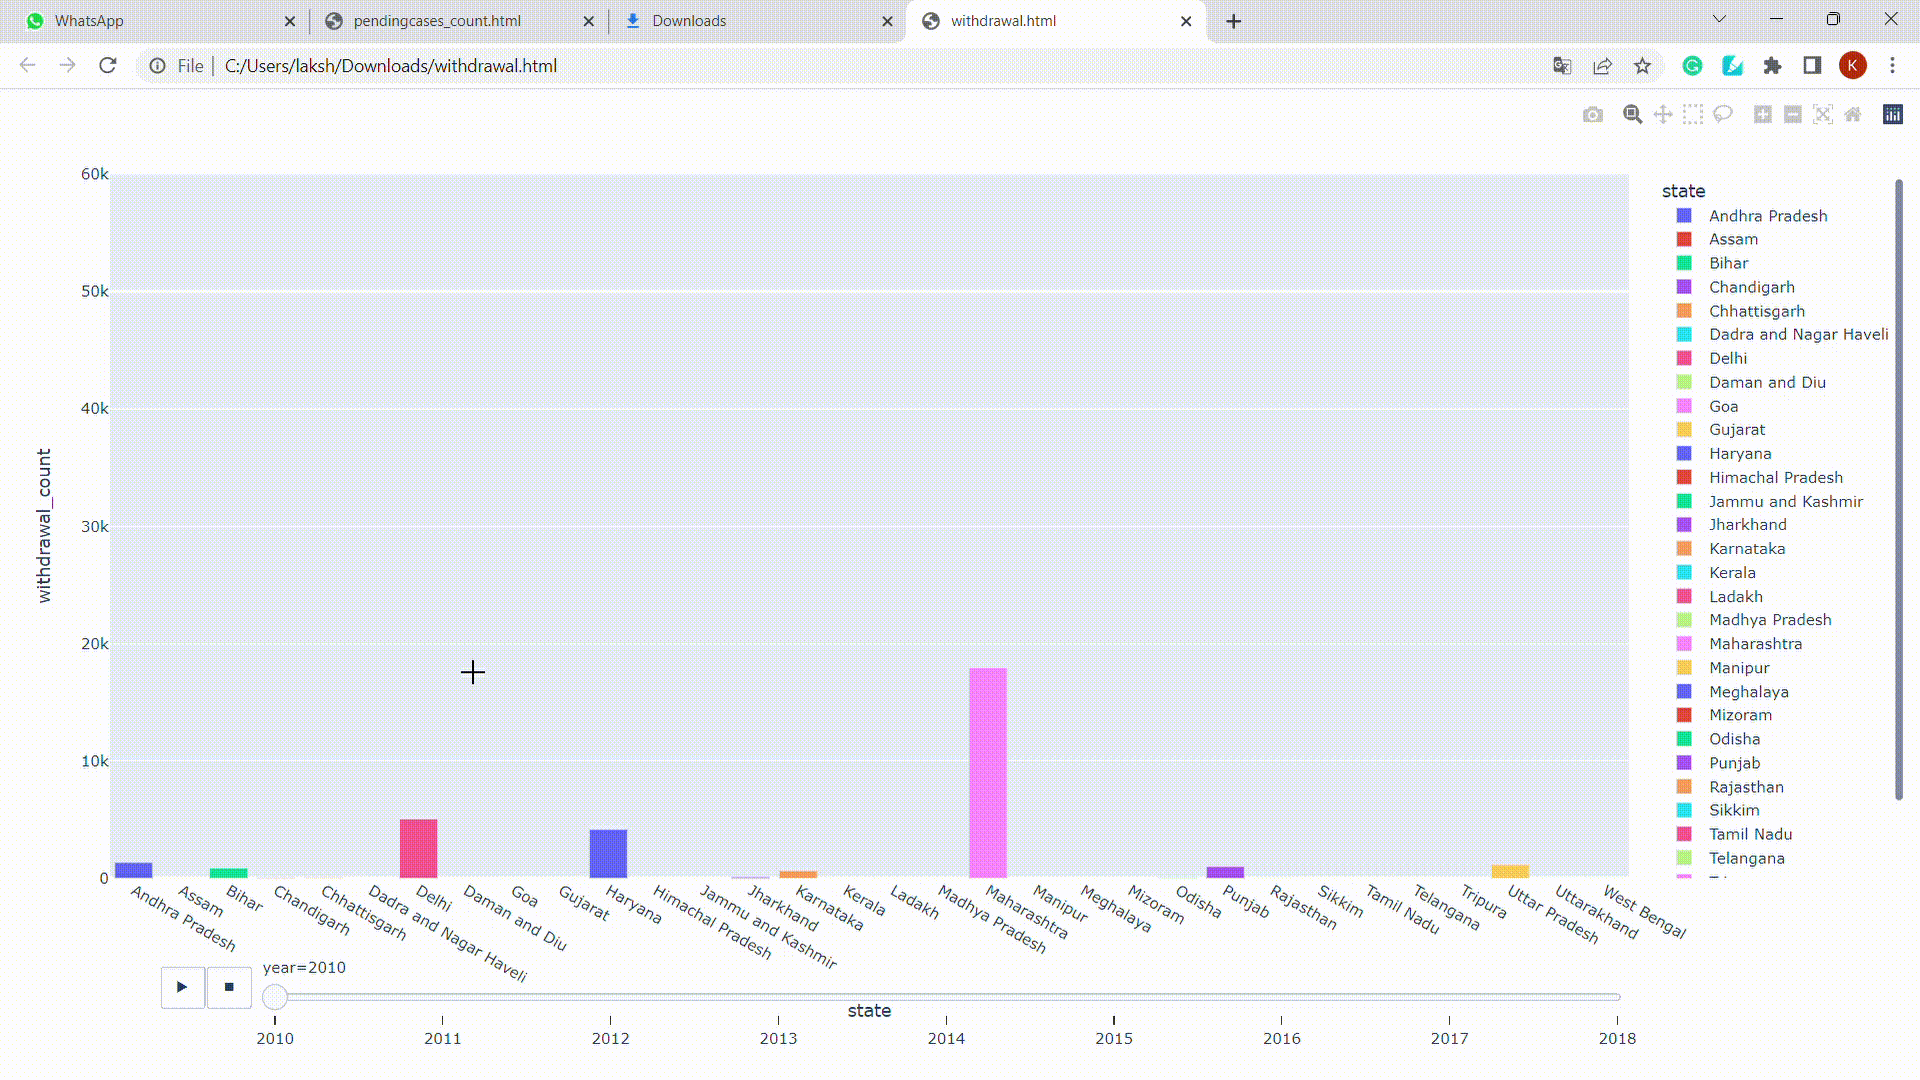 WhatsApp
pendingcases_count.html
Downloads
withdrawal.html
File | C:/Users/laksh/Downloads/withdrawal.html
K
60k
50k
40k
30k
20k
10k
0
withdrawal_count
Andhra Pradesh
Assam
Bihar
Chandigarh
Chhattisgarh
Dadra and Nagar Haveli
Delhi
Daman and Diu
Goa
Gujarat
Haryana
Himachal Pradesh
Jammu and Kashmir
Jharkhand
Karnataka
Kerala
Ladakh
Madhya Pradesh
Maharashtra
Manipur
Meghalaya
Mizoram
Odisha
Punjab
Rajasthan
Sikkim
Tamil Nadu
Telangana
Tripura
Uttar Pradesh
Uttarakhand
West Bengal
year=2010
state
2010 2011 2012 2013 2014 2015 2016 2017 2018
state
Andhra Pradesh
Assam
Bihar
Chandigarh
Chhattisgarh
Dadra and Nagar Haveli
Delhi
Daman and Diu
Goa
Gujarat
Haryana
Himachal Pradesh
Jammu and Kashmir
Jharkhand
Karnataka
Kerala
Ladakh
Madhya Pradesh
Maharashtra
Manipur
Meghalaya
Mizoram
Odisha
Punjab
Rajasthan
Sikkim
Tamil Nadu
Telangana